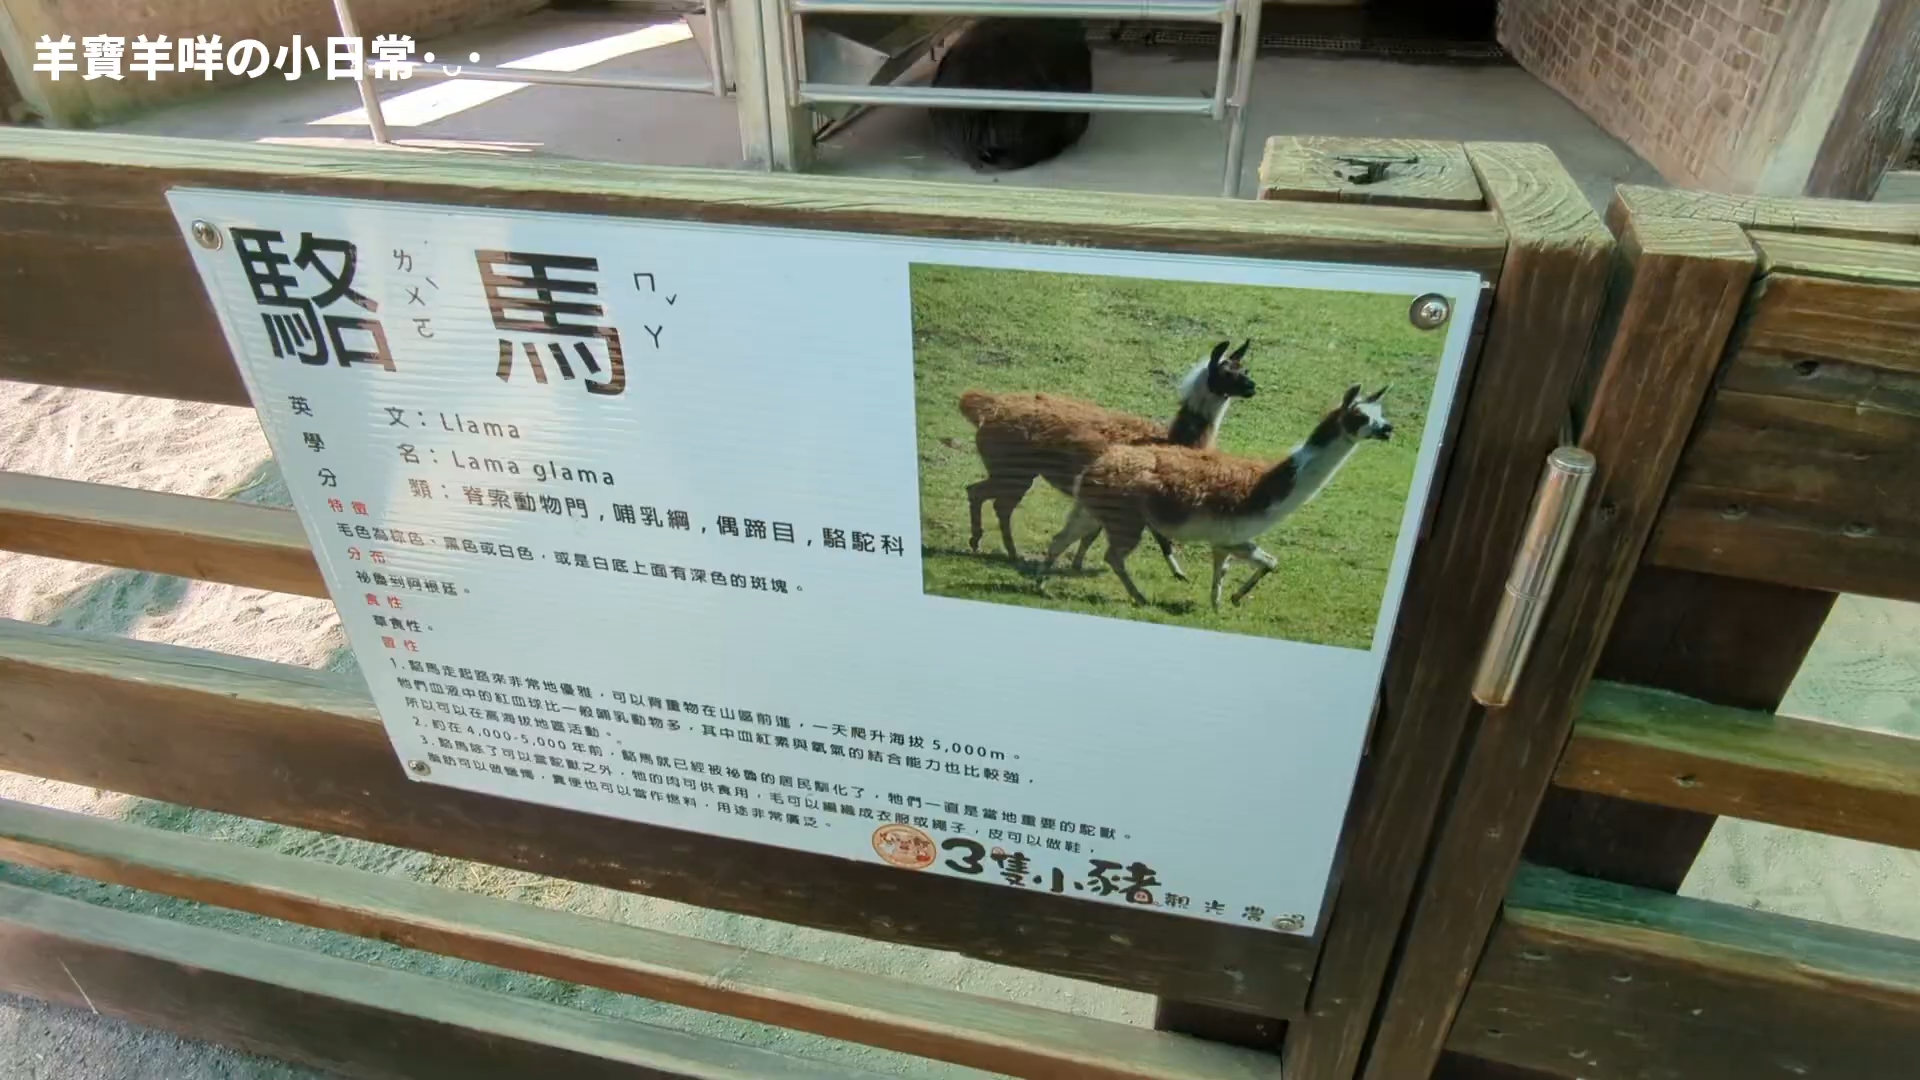 羊寶羊咩の小日常·ᴗ·
駱 ㄌㄨㄛˋ 馬 ㄇㄚˇ
英文：Llama
學名：Lama glama
分類：脊索動物門，哺乳綱，偶蹄目，駱駝科
特徵
毛色為棕色、黑色或白色，或是白底上面有深色的斑塊。
分布
祕魯到阿根廷。
食性
草食性。
習性
1.駱馬走起路來非常地優雅，可以背重物在山區前進，一天爬升海拔5,000m。
牠們血液中的紅血球比一般哺乳動物多，其中血紅素與氧氣的結合能力也比較強，
所以可以在高海拔地區活動。
2.約在4,000-5,000年前，駱馬就已經被祕魯的居民馴化了，牠們一直是當地重要的駝獸。
3.駱馬除了可以當駝獸之外，牠的肉可供食用，毛可以編織成衣服或繩子，皮可以做鞋，
脂肪可以做蠟燭，糞便也可以當作燃料，用途非常廣泛。
3隻小豬觀光農場